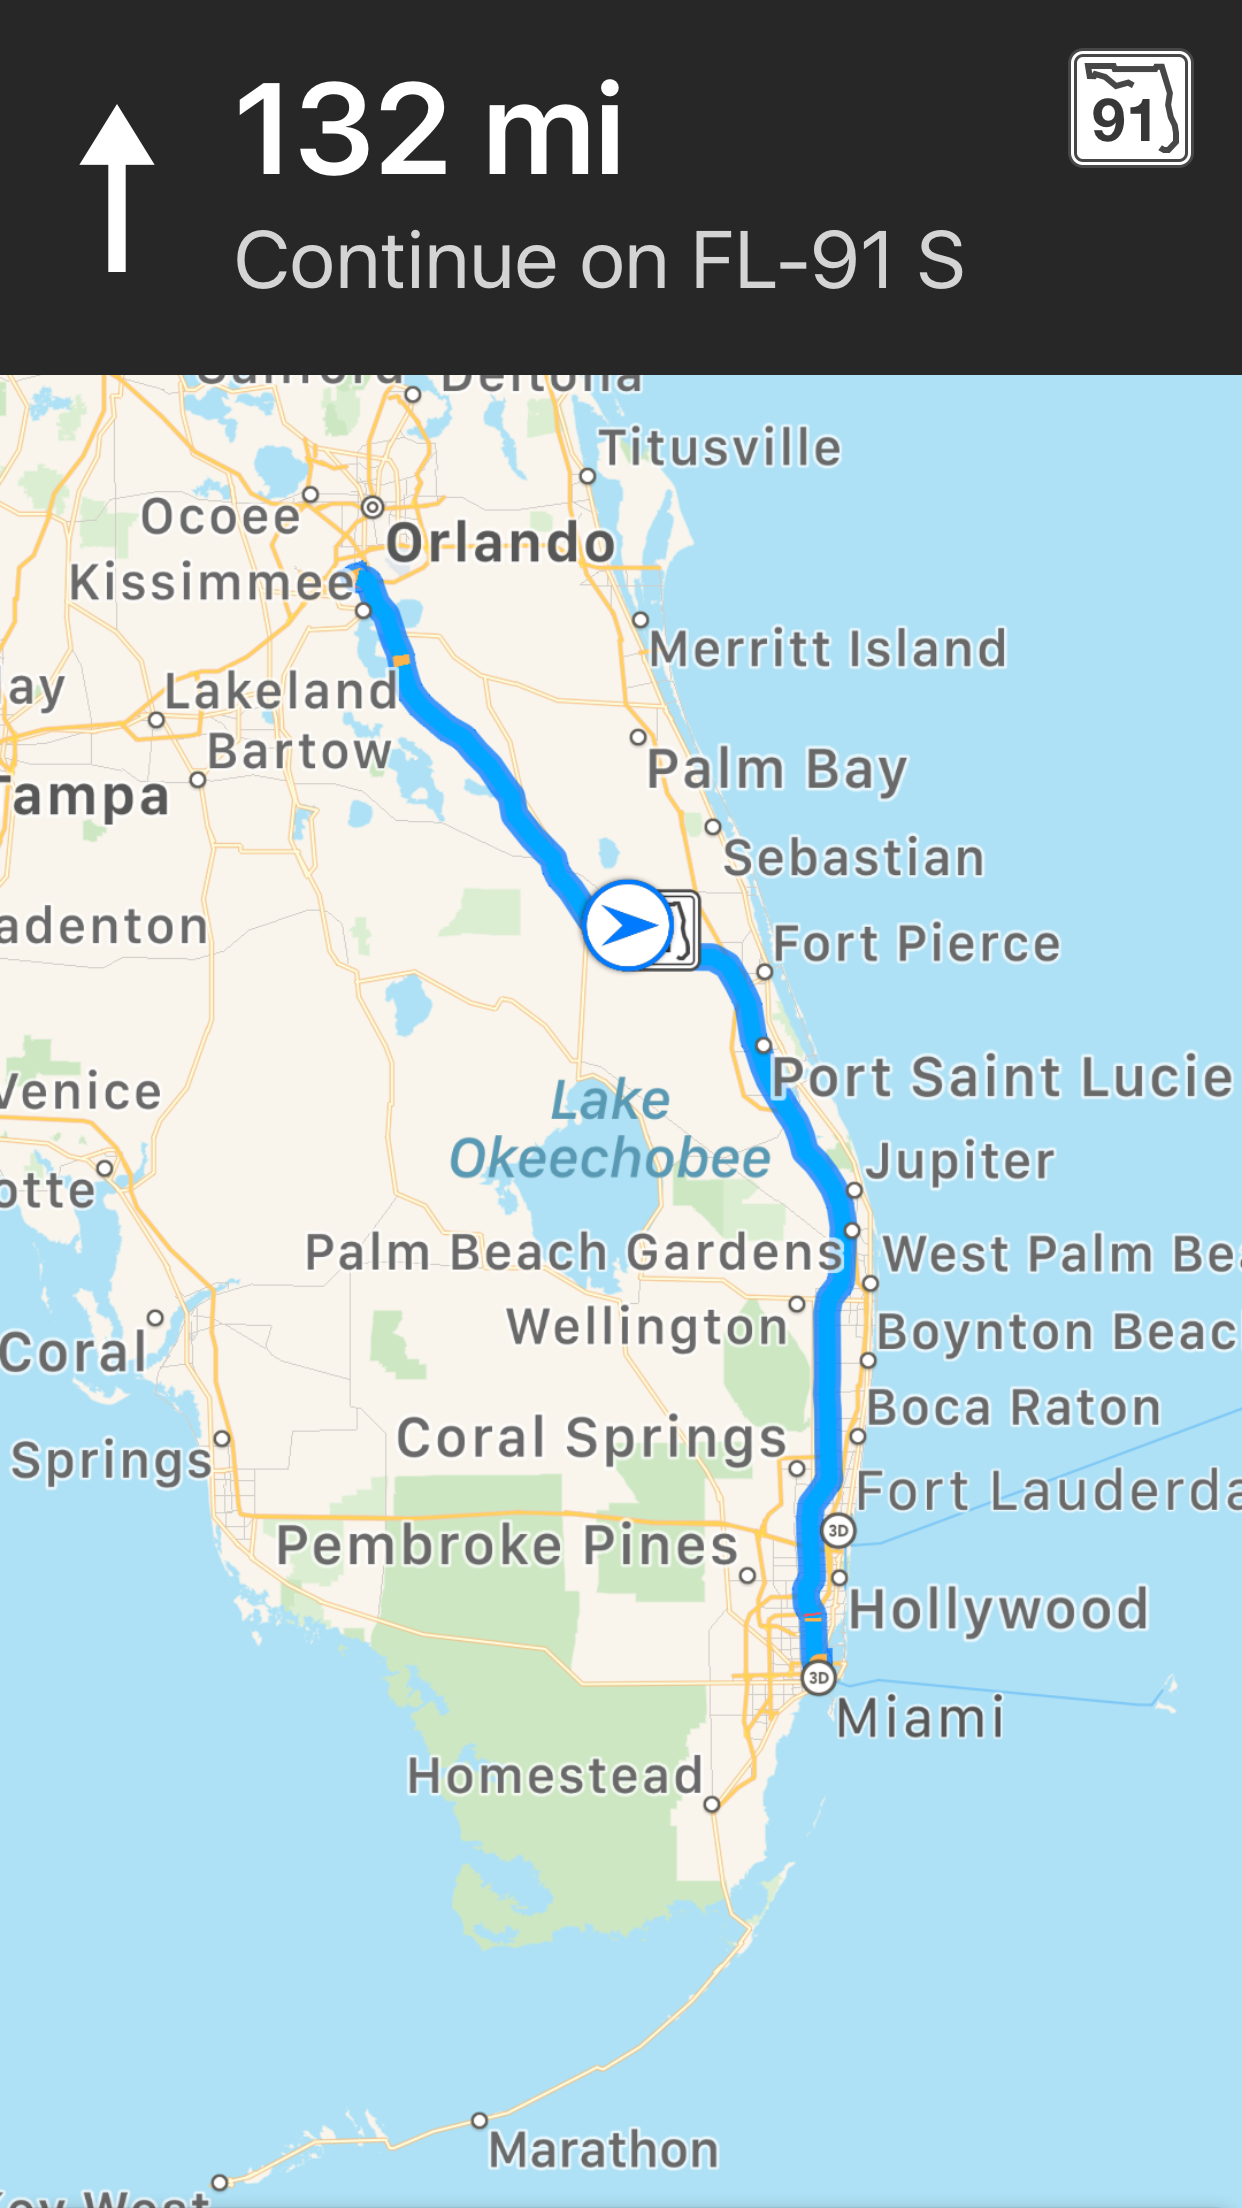 132 mi
91
Continue on FL-91 S
Sanford
Deltona
Titusville
Ocoee
Orlando
Kissimmee
Merritt Island
ay
Lakeland
Bartow
Palm Bay
Tampa
Sebastian
adenton
Fort Pierce
Port Saint Lucie
Venice
Lake
Okeechobee
Jupiter
otte
Palm Beach Gardens
West Palm Bea
Wellington
Boynton Beac
Coral
Boca Raton
Coral Springs
Springs
Fort Lauderda
3D
Pembroke Pines
Hollywood
3D
Miami
Homestead
Marathon
Key West